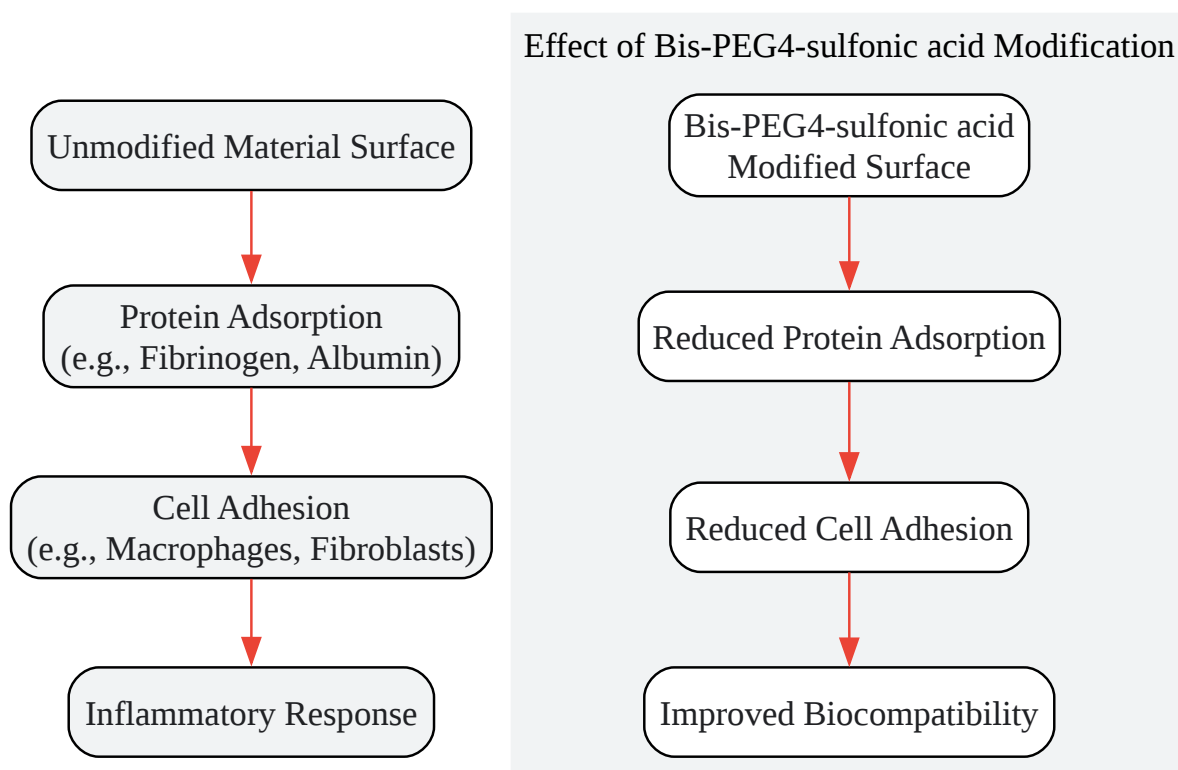 Effect of Bis-PEG4-sulfonic acid Modification
Unmodified Material Surface
Protein Adsorption
(e.g., Fibrinogen, Albumin)
Cell Adhesion
(e.g., Macrophages, Fibroblasts)
Inflammatory Response
Bis-PEG4-sulfonic acid
Modified Surface
Reduced Protein Adsorption
Reduced Cell Adhesion
Improved Biocompatibility